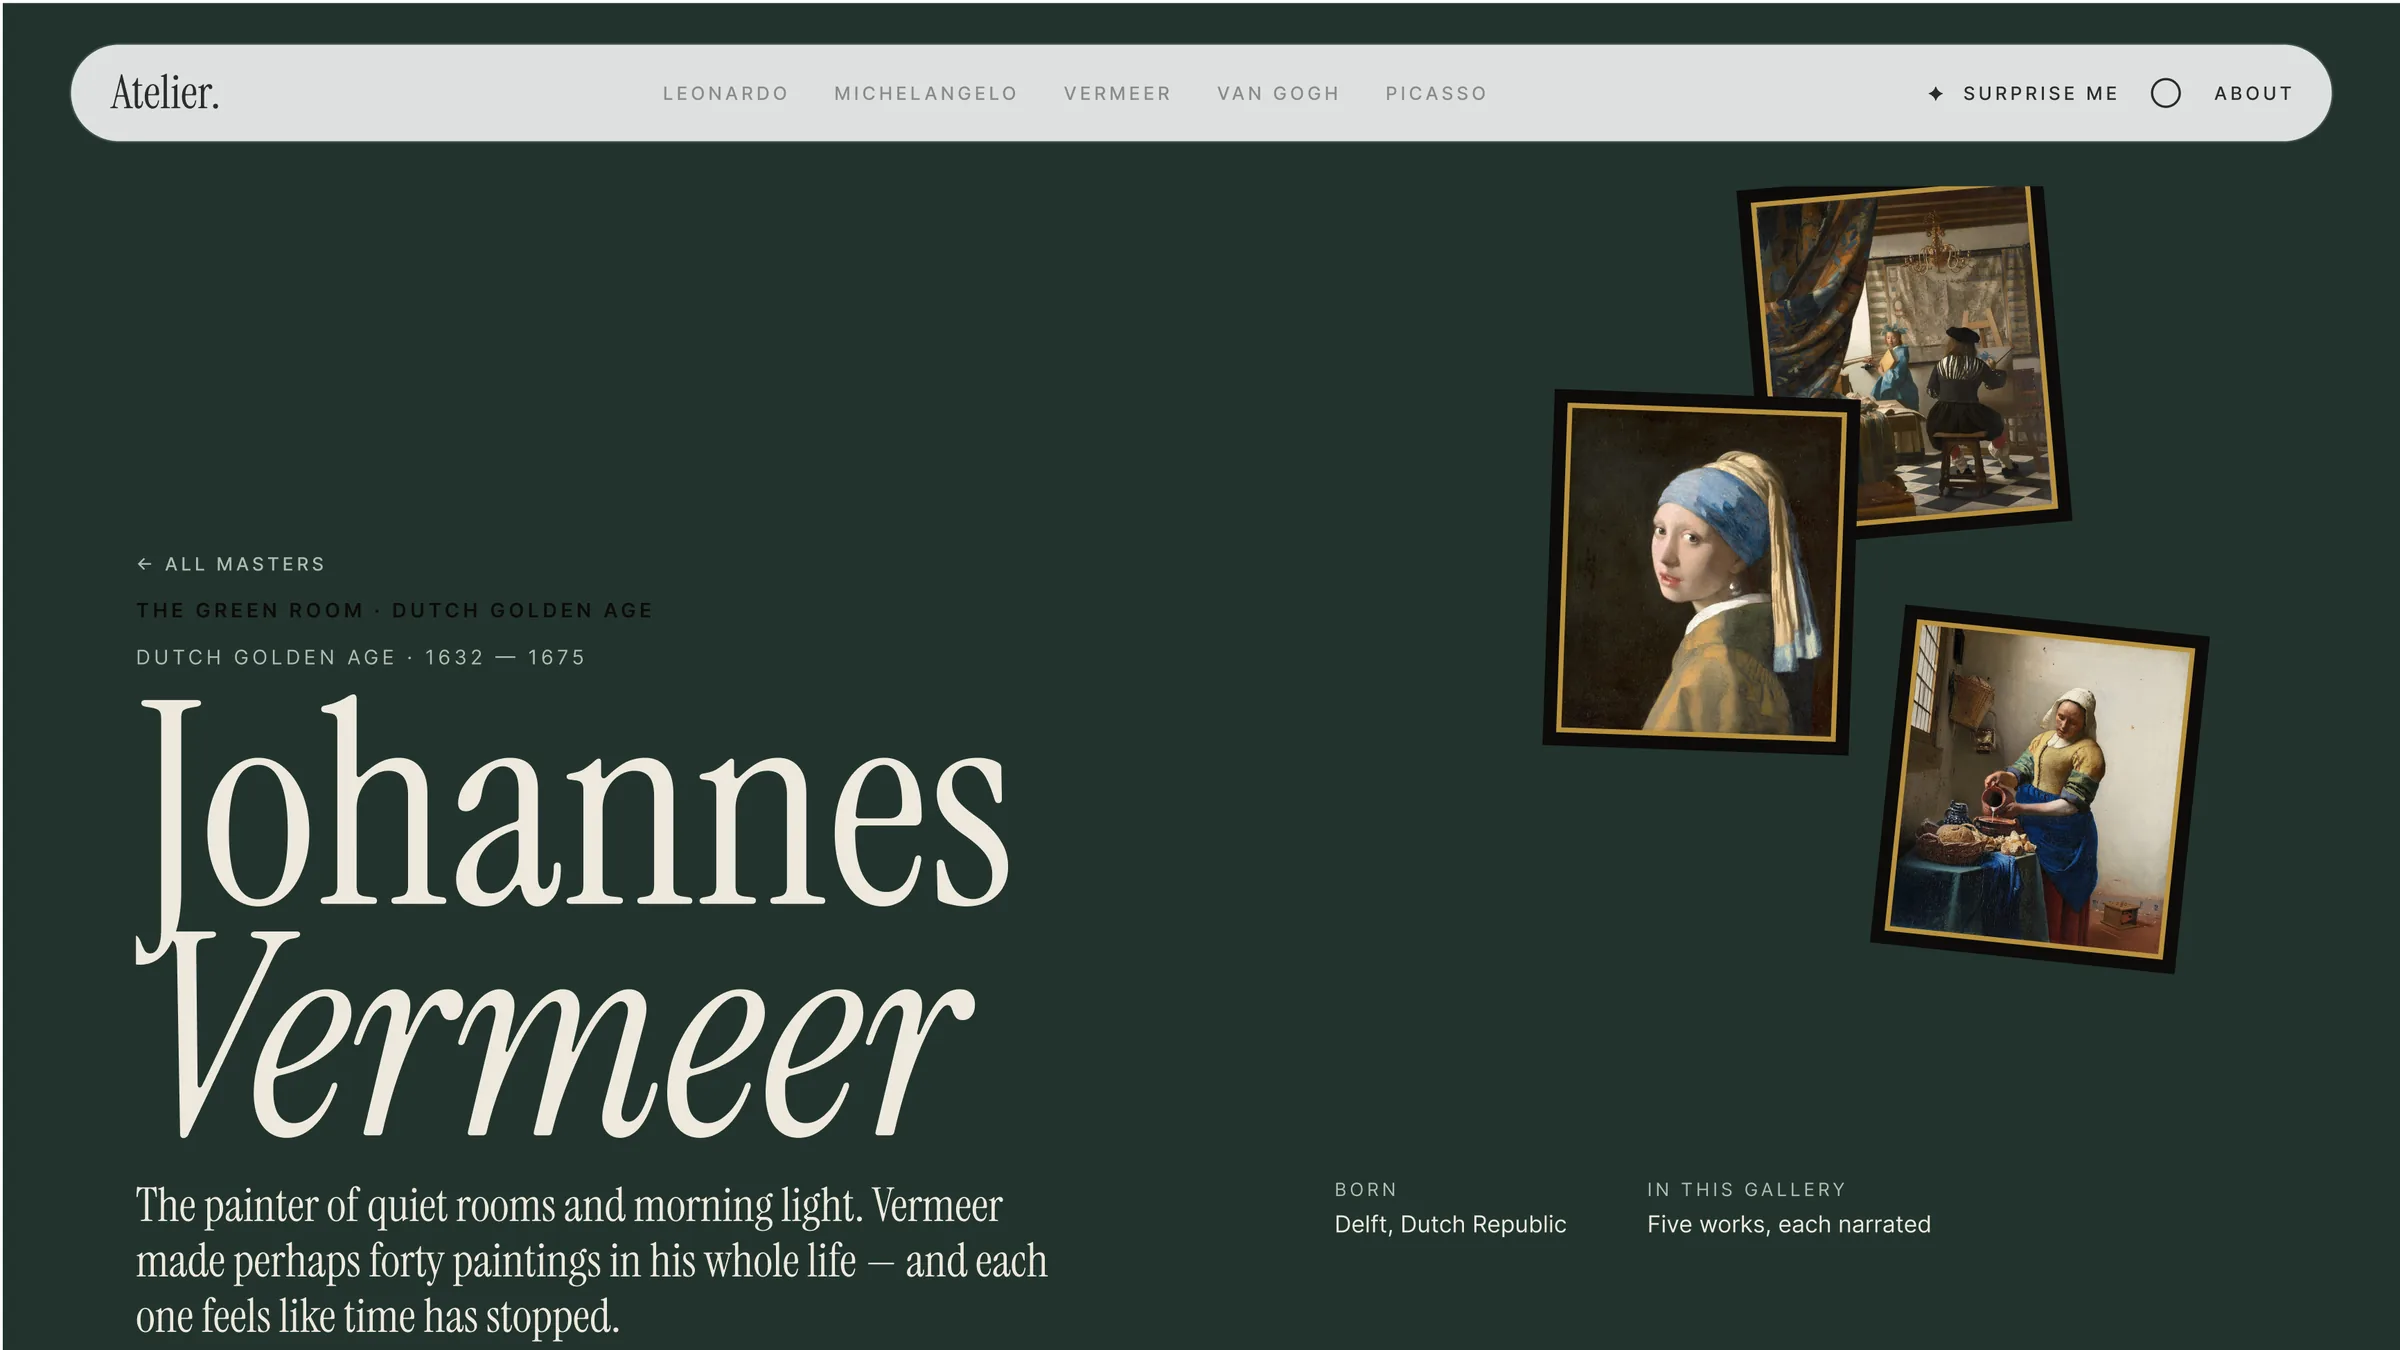 Atelier.
LEONARDO MICHELANGELO VERMEER VAN GOGH PICASSO
✦ SURPRISE ME ABOUT
← ALL MASTERS
THE GREEN ROOM · DUTCH GOLDEN AGE
DUTCH GOLDEN AGE · 1632 — 1675
Johannes
Vermeer
The painter of quiet rooms and morning light. Vermeer
made perhaps forty paintings in his whole life — and each
one feels like time has stopped.
BORN
Delft, Dutch Republic
IN THIS GALLERY
Five works, each narrated